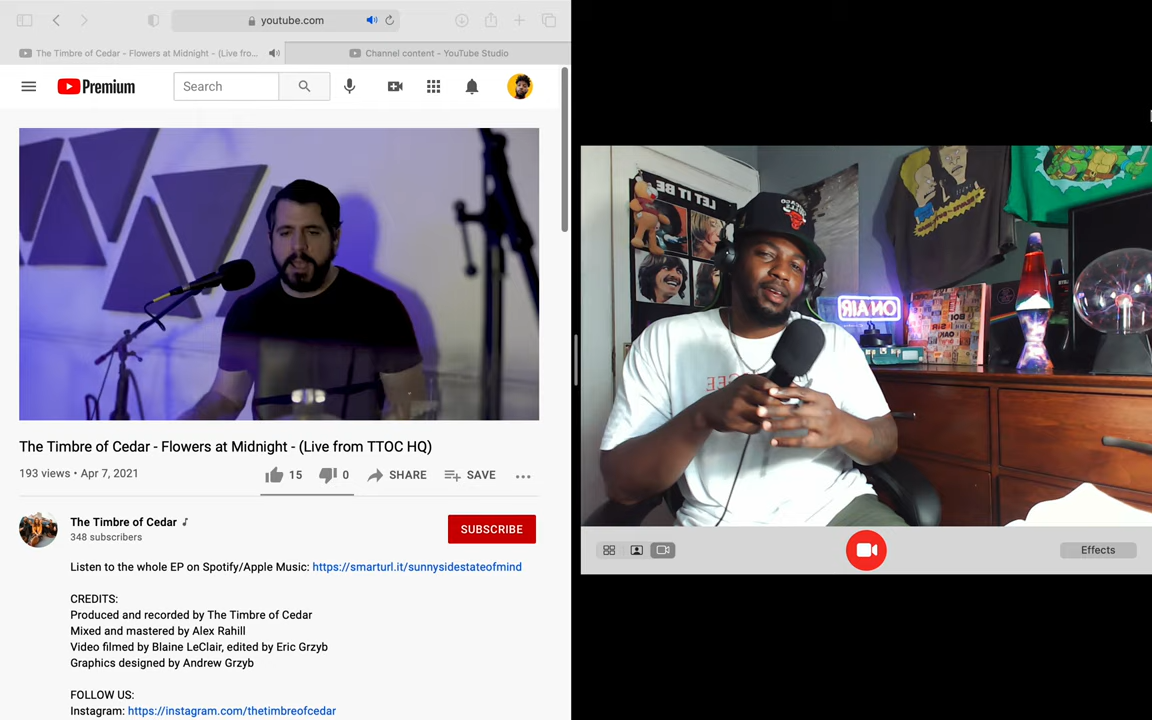 youtube.com
The Timbre of Cedar - Flowers at Midnight - (Live fro...
Channel content - YouTube Studio
Premium
Search
The Timbre of Cedar - Flowers at Midnight - (Live from TTOC HQ)
193 views • Apr 7, 2021
15
0
SHARE
SAVE
The Timbre of Cedar
348 subscribers
SUBSCRIBE
Listen to the whole EP on Spotify/Apple Music: https://smarturl.it/sunnysidestateofmind
CREDITS:
Produced and recorded by The Timbre of Cedar
Mixed and mastered by Alex Rahill
Video filmed by Blaine LeClair, edited by Eric Grzyb
Graphics designed by Andrew Grzyb
FOLLOW US:
Instagram: https://instagram.com/thetimbreofcedar
LET IT BE
ON AIR
Effects